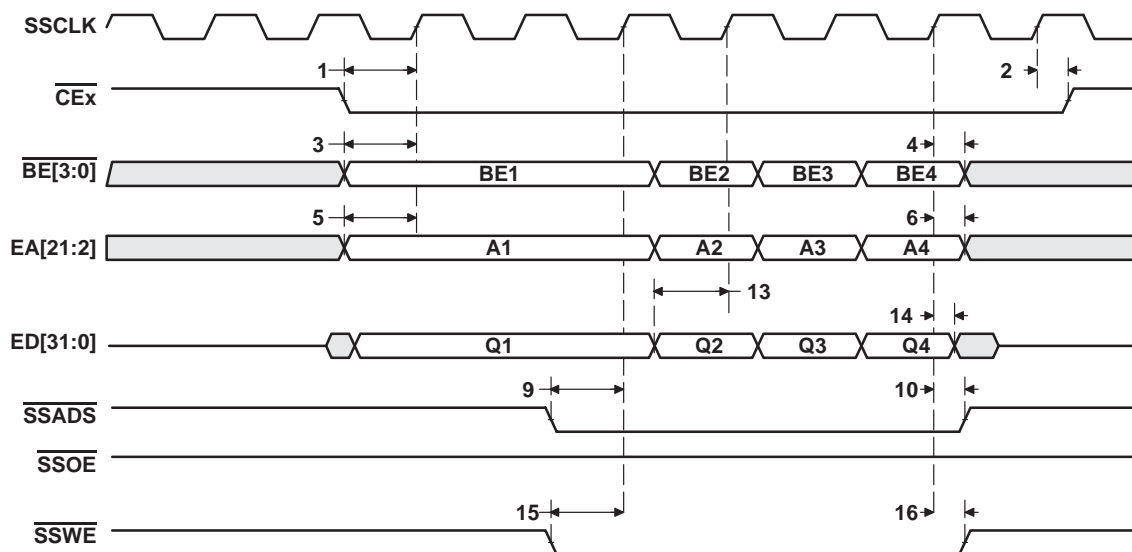 SSCLK
1 2
CEx
3 4
BE[3:0] BE1 BE2 BE3 BE4
5 6
EA[21:2] A1 A2 A3 A4
13
14
ED[31:0] Q1 Q2 Q3 Q4
9 10
SSADS
SSOE
15 16
SSWE